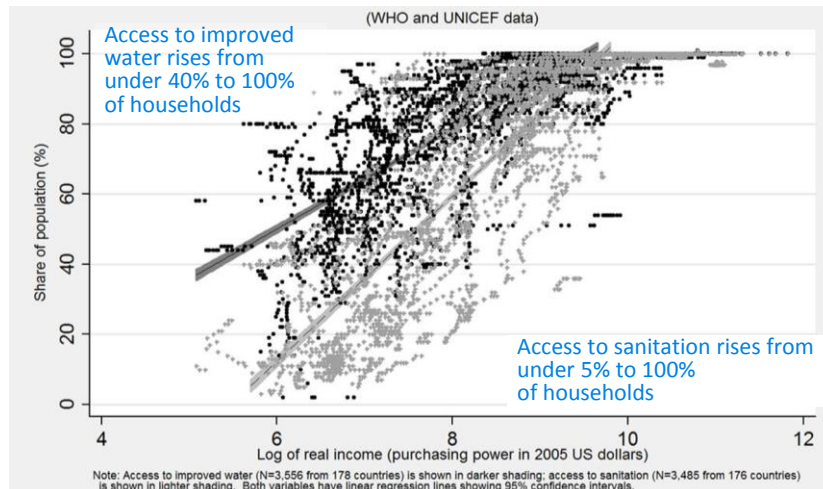 (WHO and UNICEF data)
Access to improved
water rises from
under 40% to 100%
of households
Share of population (%)
100
80
60
40
20
0
Access to sanitation rises from
under 5% to 100%
of households
4
6
8
10
12
Log of real income (purchasing power in 2005 US dollars)
Note: Access to improved water (N=3,556 from 178 countries) is shown in darker shading; access to sanitation (N=3,485 from 176 countries)
is shown in lighter shading. Both variables have linear regression lines showing 95% confidence intervals.